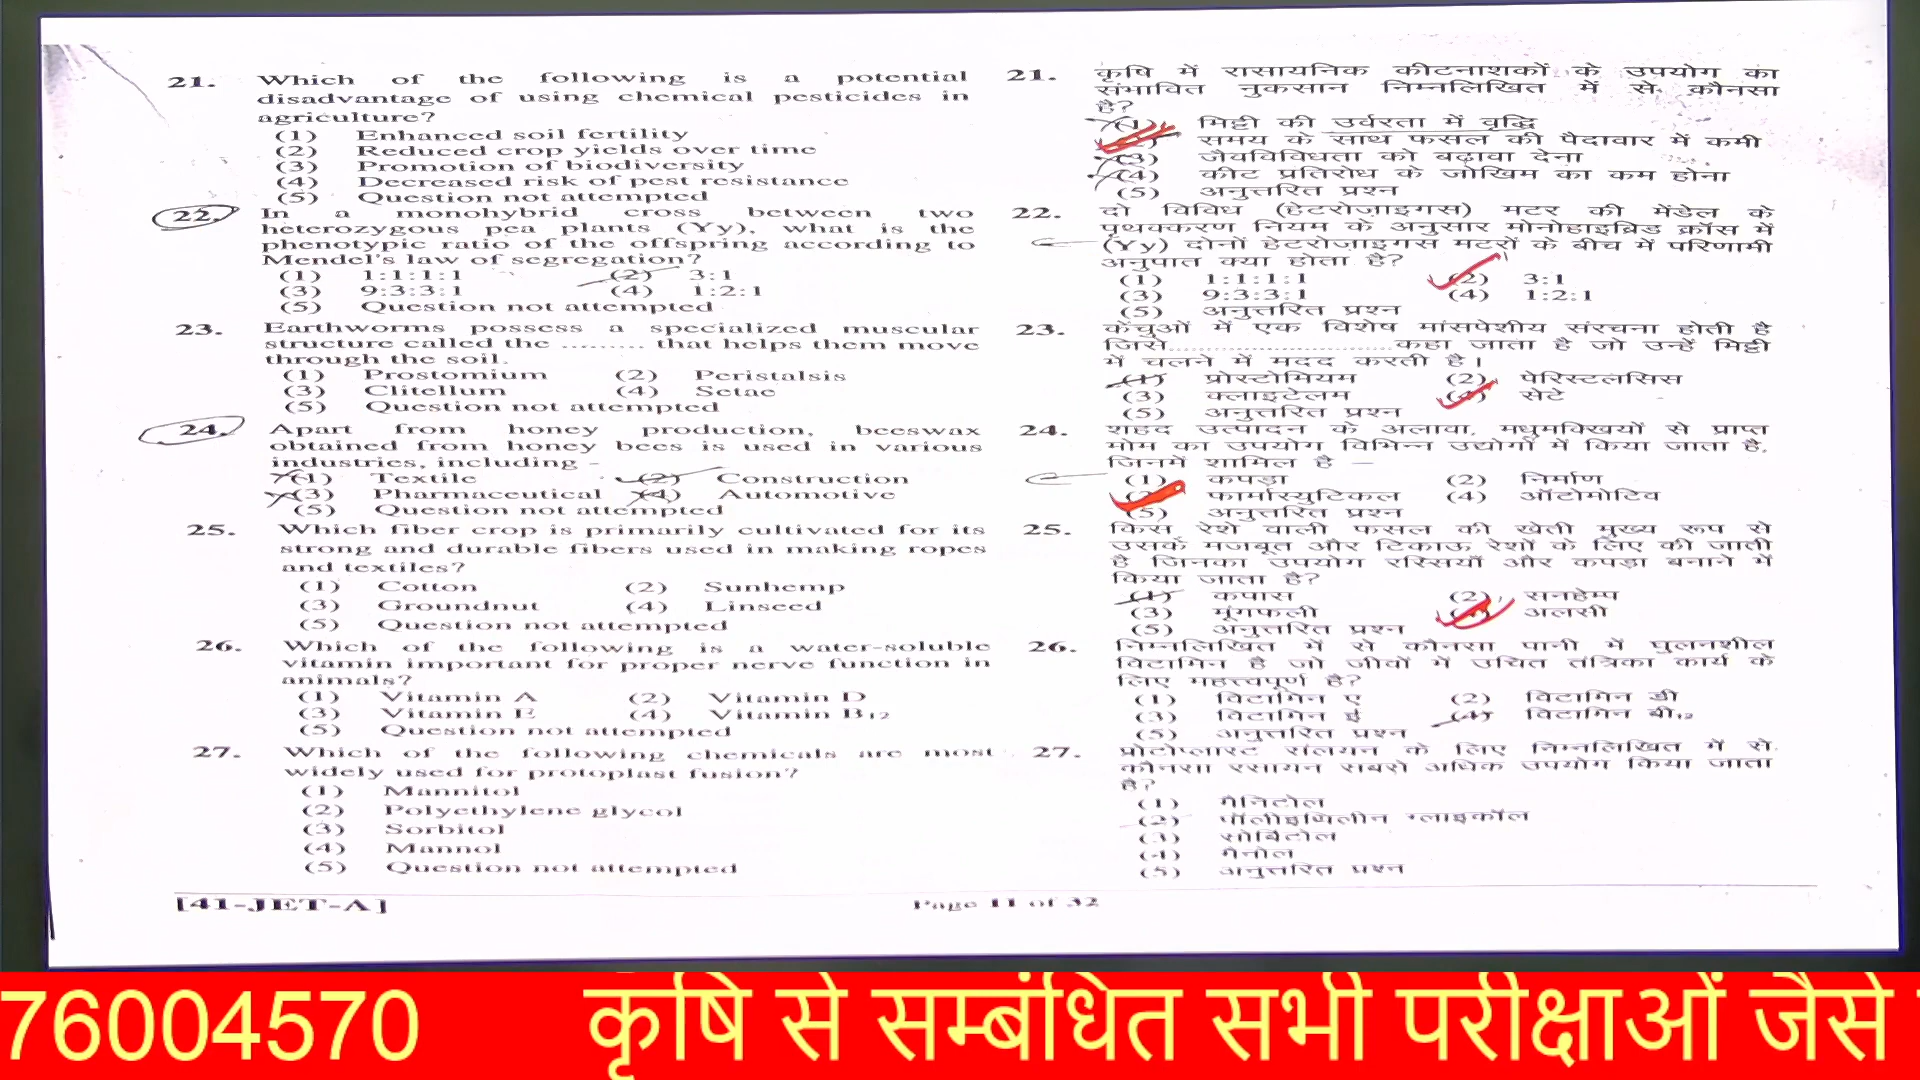 21. Which of the following is a potential
disadvantage of using chemical pesticides in
agriculture?
(1) Enhanced soil fertility
(2) Reduced crop yields over time
(3) Promotion of biodiversity
(4) Decreased risk of pest resistance
(5) Question not attempted
22. In a monohybrid cross between two
heterozygous pea plants (Yy), what is the
phenotypic ratio of the offspring according to
Mendel's law of segregation?
(1) 1:1:1:1 (2) 3:1
(3) 9:3:3:1 (4) 1:2:1
(5) Question not attempted
23. Earthworms possess a specialized muscular
structure called the ......... that helps them move
through the soil.
(1) Prostomium (2) Peristalsis
(3) Clitellum (4) Setae
(5) Question not attempted
24. Apart from honey production, beeswax
obtained from honey bees is used in various
industries, including -
(1) Textile (2) Construction
(3) Pharmaceutical (4) Automotive
(5) Question not attempted
25. Which fiber crop is primarily cultivated for its
strong and durable fibers used in making ropes
and textiles?
(1) Cotton (2) Sunhemp
(3) Groundnut (4) Linseed
(5) Question not attempted
26. Which of the following is a water-soluble
vitamin important for proper nerve function in
animals?
(1) Vitamin A (2) Vitamin D
(3) Vitamin E (4) Vitamin B₁₂
(5) Question not attempted
27. Which of the following chemicals are most
widely used for protoplast fusion?
(1) Mannitol
(2) Polyethylene glycol
(3) Sorbitol
(4) Mannol
(5) Question not attempted
21. कृषि में रासायनिक कीटनाशकों के उपयोग का
संभावित नुकसान निम्नलिखित में से कौनसा
है?
(1) मिट्टी की उर्वरता में वृद्धि
समय के साथ फसल की पैदावार में कमी
(3) जैवविविधता को बढ़ावा देना
(4) कीट प्रतिरोध के जोखिम का कम होना
(5) अनुत्तरित प्रश्न
22. दो विविध (हेटरोज़ाइगस) मटर की मेंडेल के
पृथक्करण नियम के अनुसार मोनोहाइब्रिड क्रॉस में
(Yy) दोनों हेटरोज़ाइगस मटरों के बीच में परिणामी
अनुपात क्या होता है?
(1) 1:1:1:1 (2) 3:1
(3) 9:3:3:1 (4) 1:2:1
(5) अनुत्तरित प्रश्न
23. केंचुओं में एक विशेष मांसपेशीय संरचना होती है
जिसे..............................कहा जाता है जो उन्हें मिट्टी
में चलने में मदद करती है।
(1) प्रोस्टोमियम (2) पेरिस्टलसिस
(3) क्लाइटेलम (4) सेटे
(5) अनुत्तरित प्रश्न
24. शहद उत्पादन के अलावा, मधुमक्खियों से प्राप्त
मोम का उपयोग विभिन्न उद्योगों में किया जाता है,
जिनमें शामिल है –
(1) कपड़ा (2) निर्माण
फार्मास्युटिकल (4) ऑटोमोटिव
(5) अनुत्तरित प्रश्न
25. किस रेशे वाली फसल की खेती मुख्य रूप से
उसके मजबूत और टिकाऊ रेशों के लिए की जाती
है जिनका उपयोग रस्सियों और कपड़ा बनाने में
किया जाता है?
(1) कपास (2) सनहेम्प
(3) मूंगफली अलसी
(5) अनुत्तरित प्रश्न
26. निम्नलिखित में से कौनसा पानी में घुलनशील
विटामिन है जो जीवों में उचित तंत्रिका कार्य के
लिए महत्त्वपूर्ण है?
(1) विटामिन ए (2) विटामिन डी
(3) विटामिन ई (4) विटामिन बी₁₂
(5) अनुत्तरित प्रश्न
27. प्रोटोप्लास्ट संलयन के लिए निम्नलिखित में से
कौनसा रसायन सबसे अधिक उपयोग किया जाता
है?
(1) मैनिटोल
(2) पॉलीइथिलीन ग्लाइकॉल
(3) सोर्बिटोल
(4) मैनोल
(5) अनुत्तरित प्रश्न
[41-JET-A] Page 11 of 32
76004570 कृषि से सम्बंधित सभी परीक्षाओं जैसे